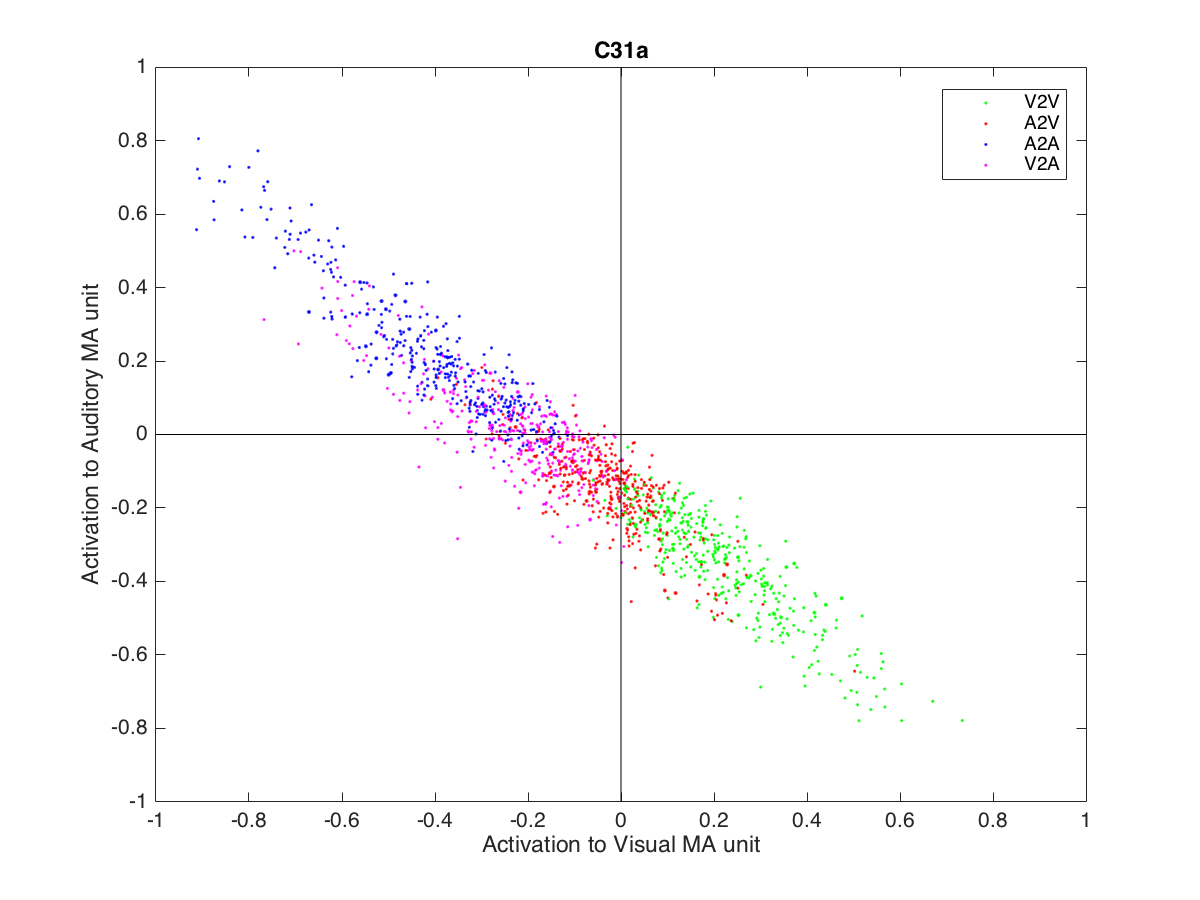 C31a
1
0.8
0.6
0.4
0.2
0
-0.2
-0.4
-0.6
-0.8
-1
Activation to Auditory MA unit
V2V
A2V
A2A
V2A
-1 -0.8 -0.6 -0.4 -0.2 0 0.2 0.4 0.6 0.8 1
Activation to Visual MA unit